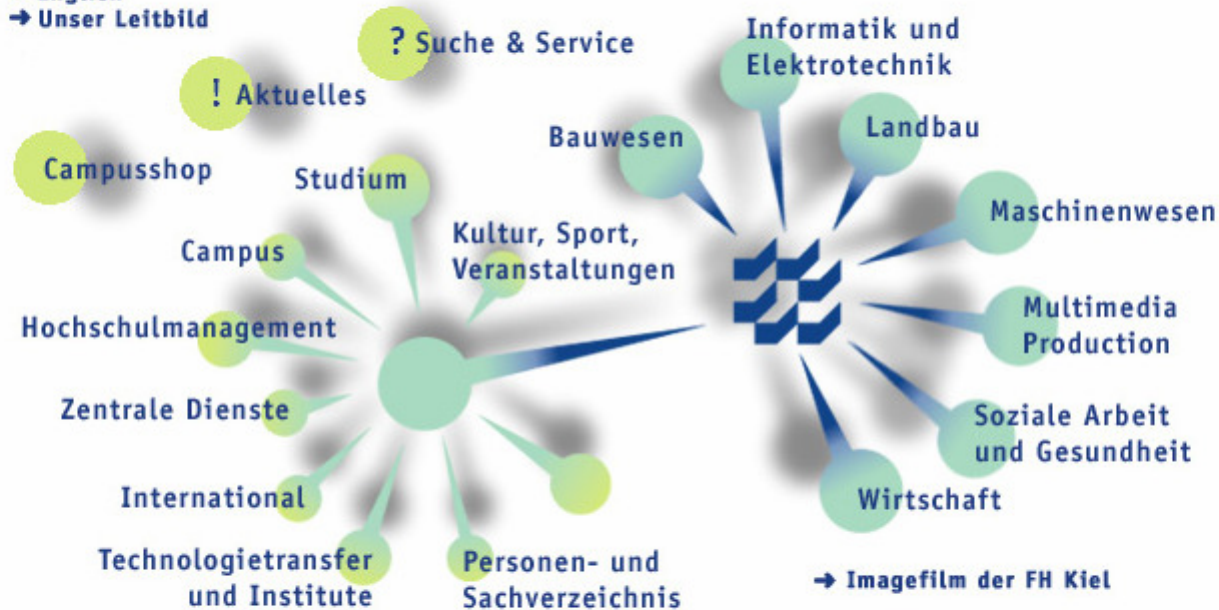 ➔ Unser Leitbild
? Suche & Service
! Aktuelles
Campusshop
Studium
Campus
Kultur, Sport,
Veranstaltungen
Hochschulmanagement
Zentrale Dienste
International
Technologietransfer
und Institute
Personen- und
Sachverzeichnis
Bauwesen
Informatik und
Elektrotechnik
Landbau
Maschinenwesen
Multimedia
Production
Soziale Arbeit
und Gesundheit
Wirtschaft
➔ Imagefilm der FH Kiel